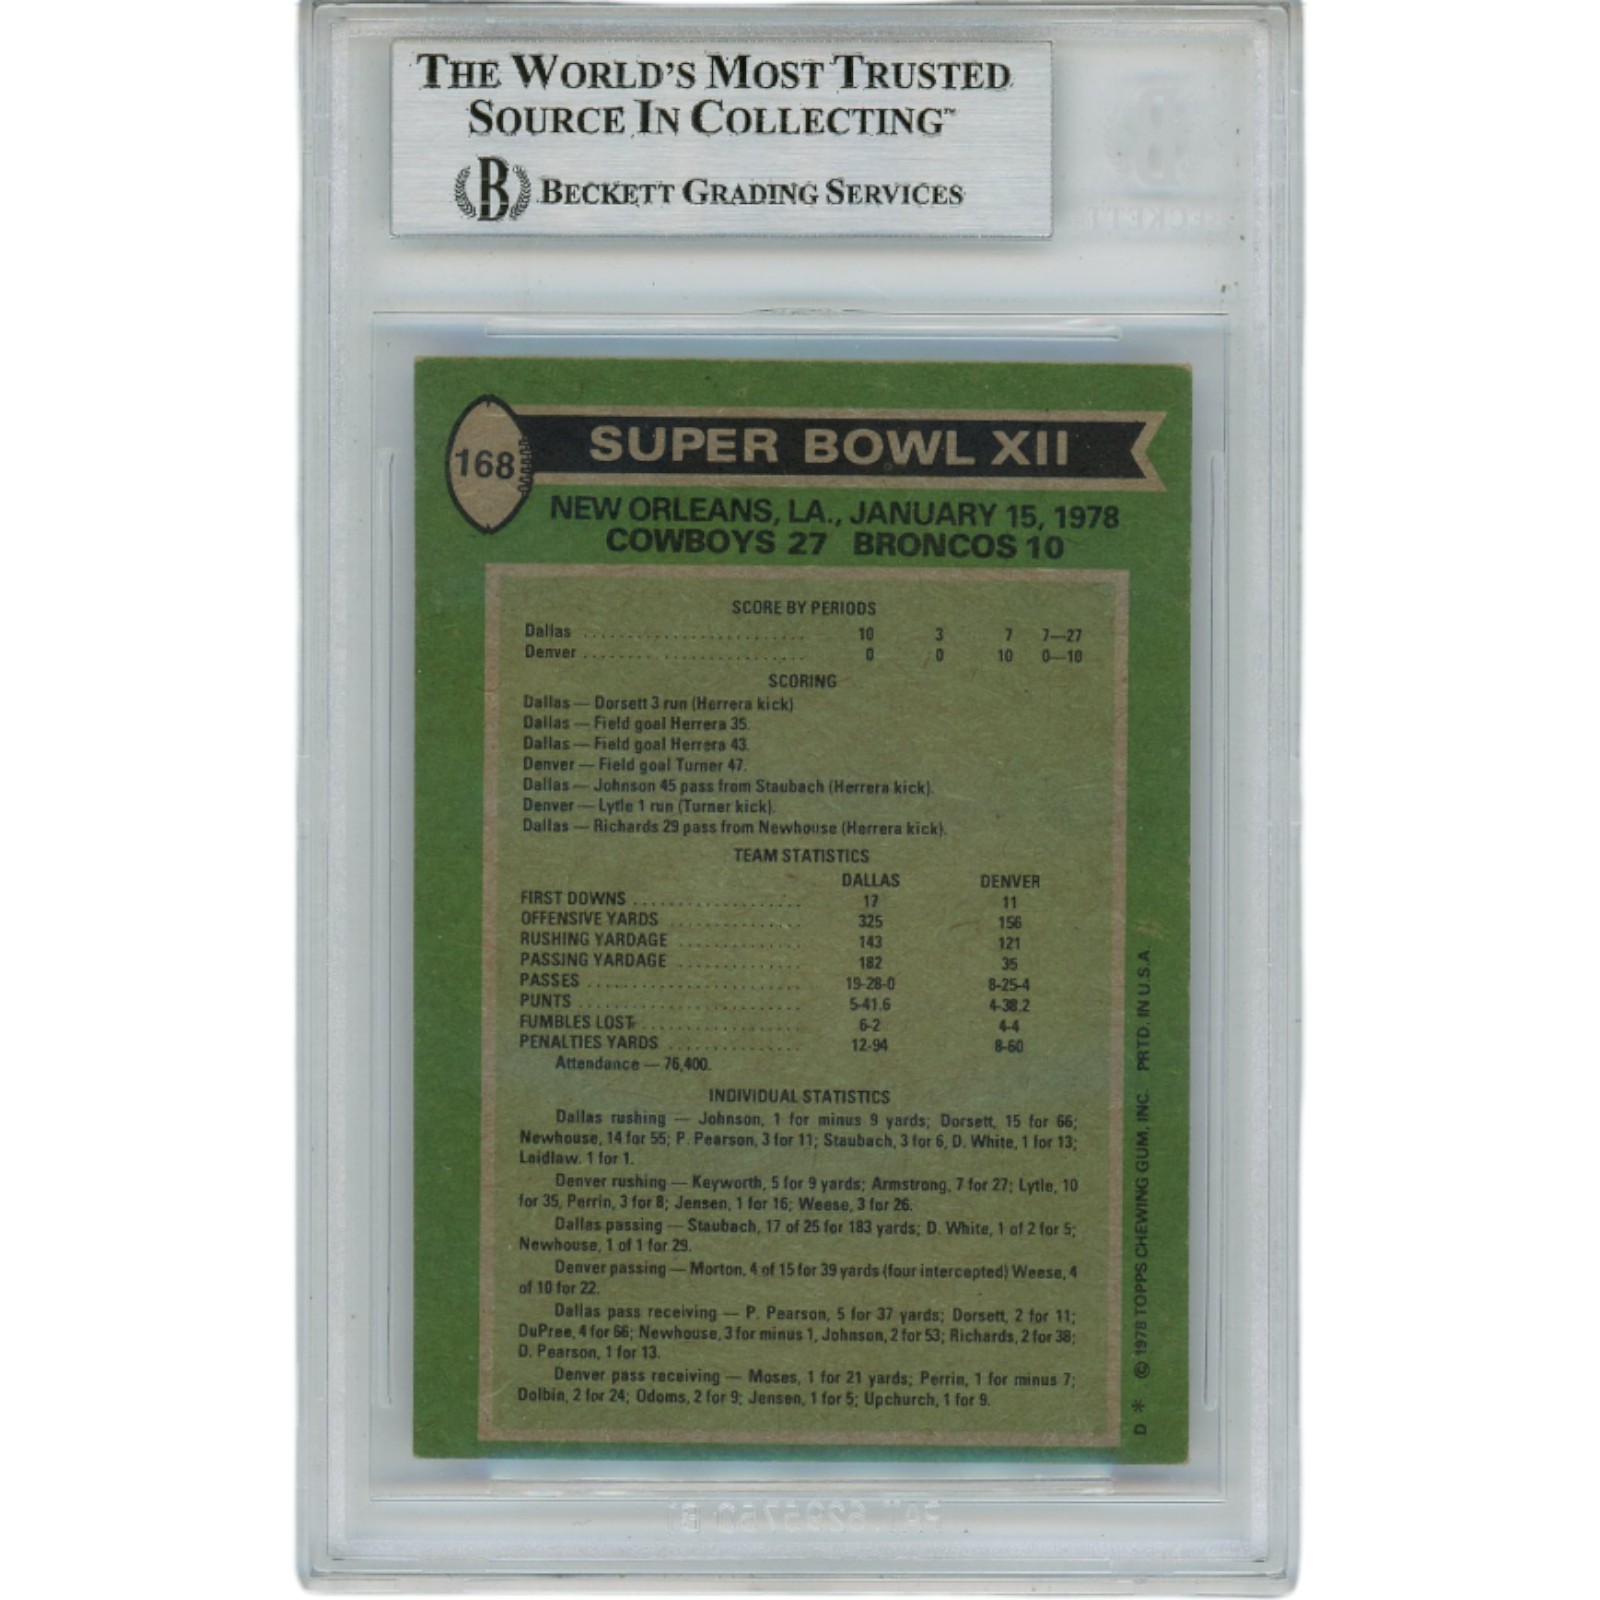 THE WORLD'S MOST TRUSTED
SOURCE IN COLLECTING™
B BECKETT GRADING SERVICES
B
BECKETT
168
SUPER BOWL XII
NEW ORLEANS, LA., JANUARY 15, 1978
COWBOYS 27 BRONCOS 10
SCORE BY PERIODS
Dallas .......................... 10 3 7 7—27
Denver .......................... 0 0 10 0—10
SCORING
Dallas — Dorsett 3 run (Herrera kick)
Dallas — Field goal Herrera 35.
Dallas — Field goal Herrera 43.
Denver — Field goal Turner 47.
Dallas — Johnson 45 pass from Staubach (Herrera kick).
Denver — Lytle 1 run (Turner kick).
Dallas — Richards 29 pass from Newhouse (Herrera kick).
TEAM STATISTICS
DALLAS DENVER
FIRST DOWNS .................... 17 11
OFFENSIVE YARDS ............... 325 156
RUSHING YARDAGE .............. 143 121
PASSING YARDAGE .............. 182 35
PASSES ......................... 19-28-0 8-25-4
PUNTS .......................... 5-41.6 4-38.2
FUMBLES LOST .................. 6-2 4-4
PENALTIES YARDS ............... 12-94 8-60
Attendance — 76,400.
INDIVIDUAL STATISTICS
Dallas rushing — Johnson, 1 for minus 9 yards; Dorsett, 15 for 66;
Newhouse, 14 for 55; P. Pearson, 3 for 11; Staubach, 3 for 6, D. White, 1 for 13;
Laidlaw. 1 for 1.
Denver rushing — Keyworth, 5 for 9 yards; Armstrong, 7 for 27; Lytle, 10
for 35, Perrin, 3 for 8; Jensen, 1 for 16; Weese, 3 for 26.
Dallas passing — Staubach, 17 of 25 for 183 yards; D. White, 1 of 2 for 5;
Newhouse, 1 of 1 for 29.
Denver passing — Morton, 4 of 15 for 39 yards (four intercepted) Weese, 4
of 10 for 22.
Dallas pass receiving — P. Pearson, 5 for 37 yards; Dorsett, 2 for 11;
DuPree, 4 for 66; Newhouse, 3 for minus 1, Johnson, 2 for 53; Richards, 2 for 38;
D. Pearson, 1 for 13.
Denver pass receiving — Moses, 1 for 21 yards; Perrin, 1 for minus 7;
Dolbin, 2 for 24; Odoms, 2 for 9; Jensen, 1 for 5; Upchurch, 1 for 9.
D * © 1978 TOPPS CHEWING GUM, INC. PRTD. IN U.S.A.